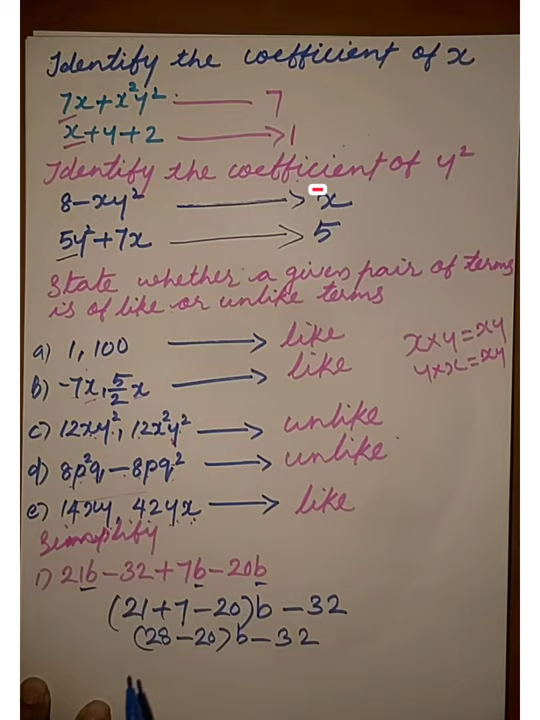 Identify the coefficient of x
7x + x²y² —— 7
x + y + 2 → 1
Identify the coefficient of y²
8 - xy² → -x
5y² + 7x → 5
State whether a given pair of terms
is of like or unlike terms
a) 1, 100 → like
b) -7x, 5/2 x → like
x × y = xy
y × x = xy
c) 12xy², 12x²y² → unlike
d) 8p²q, -8pq² → unlike
e) 14xy, 42yx → like
Simplify
1) 21b - 32 + 7b - 20b
(21 + 7 - 20)b - 32
(28 - 20)b - 32